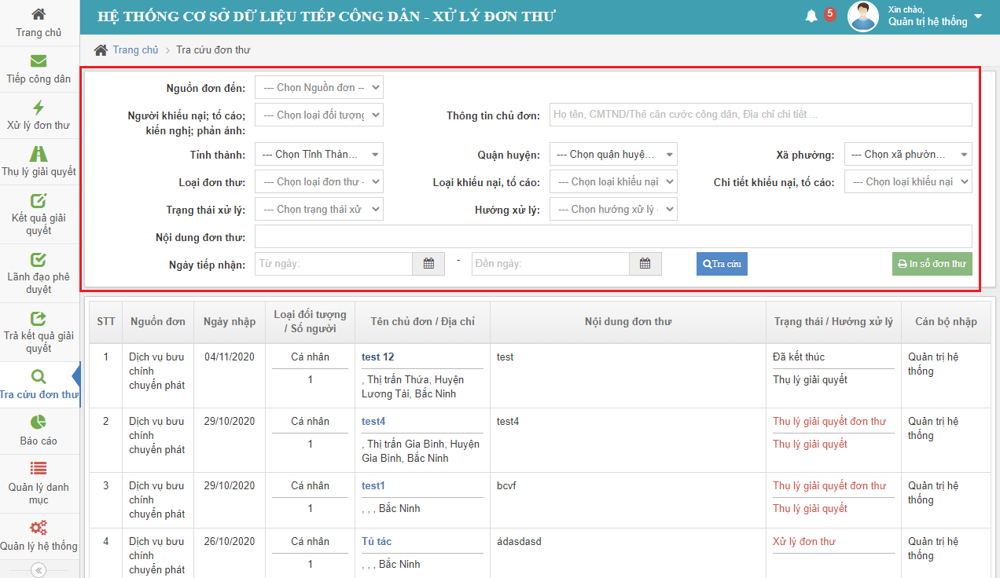 HỆ THỐNG CƠ SỞ DỮ LIỆU TIẾP CÔNG DÂN - XỬ LÝ ĐƠN THƯ
5
Xin chào,
Quản trị hệ thống
Trang chủ
Tiếp công dân
Xử lý đơn thư
Thụ lý giải quyết
Kết quả giải
quyết
Lãnh đạo phê
duyệt
Trả kết quả giải
quyết
Tra cứu đơn thư
Báo cáo
Quản lý danh
mục
Quản lý hệ thống
Trang chủ > Tra cứu đơn thư
Nguồn đơn đến: --- Chọn Nguồn đơn --
Người khiếu nại; tố cáo;
kiến nghị; phản ánh:
--- Chọn loại đối tượng
Thông tin chủ đơn: Họ tên, CMTND/Thẻ căn cước công dân, Địa chỉ chi tiết ...
Tỉnh thành: --- Chọn Tỉnh Thàn... Quận huyện: --- Chọn quận huyệ... Xã phường: --- Chọn xã phườn...
Loại đơn thư: --- Chọn loại đơn thư - Loại khiếu nại, tố cáo: --- Chọn loại khiếu nại Chi tiết khiếu nại, tố cáo: --- Chọn loại khiếu nại
Trạng thái xử lý: --- Chọn trạng thái xử Hướng xử lý: --- Chọn hướng xử lý -
Nội dung đơn thư:
Ngày tiếp nhận: Từ ngày: - Đến ngày: Tra cứu In sổ đơn thư
STT Nguồn đơn Ngày nhập Loại đối tượng / Số người Tên chủ đơn / Địa chỉ Nội dung đơn thư Trạng thái / Hướng xử lý Cán bộ nhập
1 Dịch vụ bưu 04/11/2020 Cá nhân test 12 test Đã kết thúc Quản trị hệ
chính thống
chuyển phát 1 , Thị trấn Thứa, Huyện Thụ lý giải quyết
Lương Tài, Bắc Ninh
2 Dịch vụ bưu 29/10/2020 Cá nhân test4 test4 Thụ lý giải quyết đơn thư Quản trị hệ
chính thống
chuyển phát 1 , Thị trấn Gia Bình, Huyện Thụ lý giải quyết
Gia Bình, Bắc Ninh
3 Dịch vụ bưu 29/10/2020 Cá nhân test1 bcvf Thụ lý giải quyết đơn thư Quản trị hệ
chính thống
chuyển phát 1 , , , Bắc Ninh Thụ lý giải quyết
4 Dịch vụ bưu 26/10/2020 Cá nhân Tú tác ádasdasd Xử lý đơn thư Quản trị hệ
chính thống
chuyển phát 1 , , , Bắc Ninh